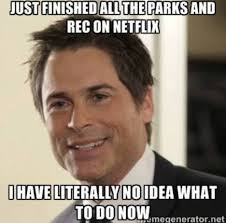 JUST FINISHED ALL THE PARKS AND
REC ON NETFLIX
I HAVE LITERALLY NO IDEA WHAT
TO DO NOW
memegenerator.net